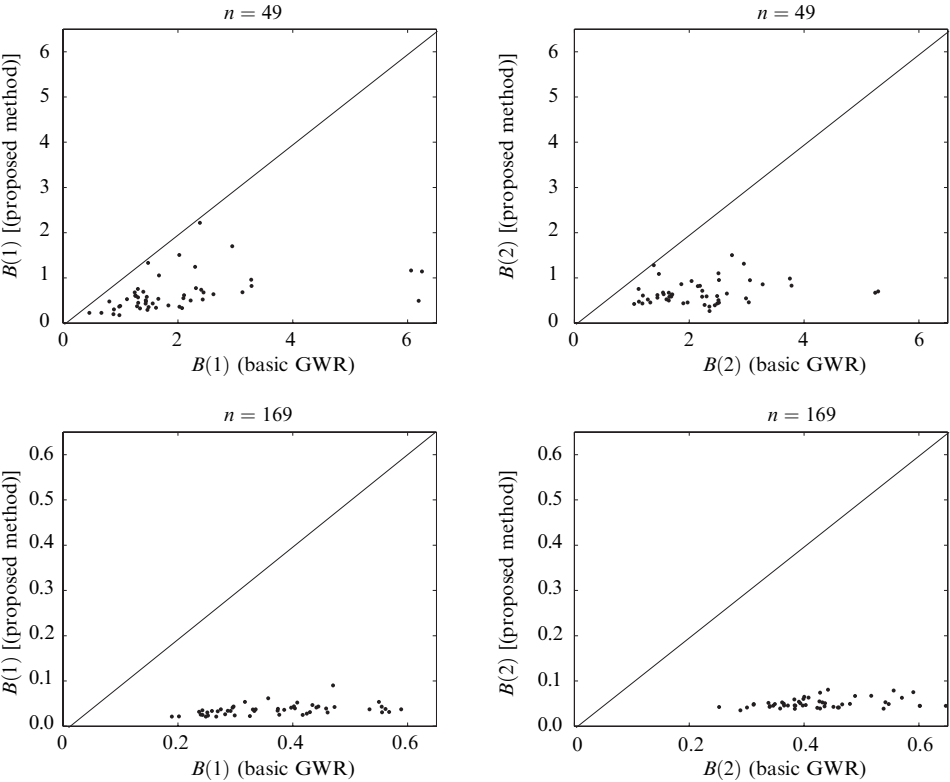 n = 49
B(1) [(proposed method)]
6
5
4
3
2
1
0
0 2 4 6
B(1) (basic GWR)
n = 49
B(2) [(proposed method)]
6
5
4
3
2
1
0
0 2 4 6
B(2) (basic GWR)
n = 169
B(1) [(proposed method)]
0.6
0.5
0.4
0.3
0.2
0.1
0.0
0 0.2 0.4 0.6
B(1) (basic GWR)
n = 169
B(2) [(proposed method)]
0.6
0.5
0.4
0.3
0.2
0.1
0.0
0 0.2 0.4 0.6
B(2) (basic GWR)